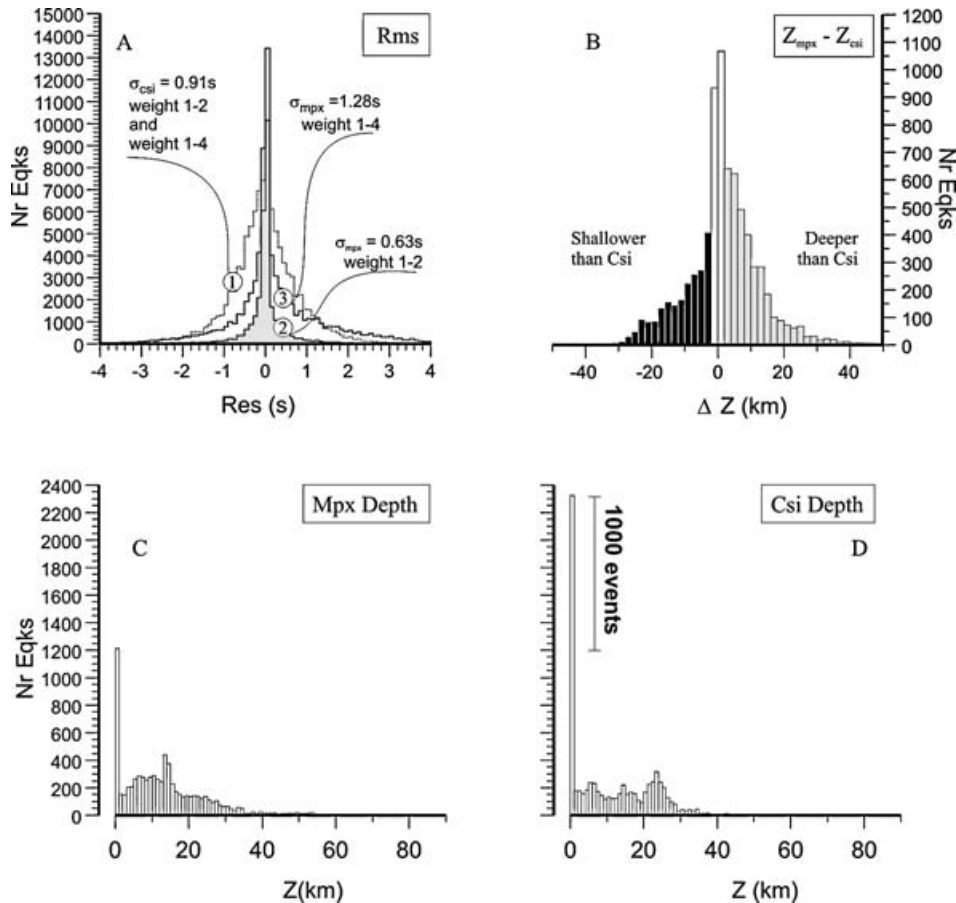 A
Rms
σcsi = 0.91s
weight 1-2
and
weight 1-4
σmpx =1.28s
weight 1-4
σmpx = 0.63s
weight 1-2
1
3
2
Nr Eqks
15000
14000
13000
12000
11000
10000
9000
8000
7000
6000
5000
4000
3000
2000
1000
0
-4 -3 -2 -1 0 1 2 3 4
Res (s)
B
Zmpx - Zcsi
Shallower
than Csi
Deeper
than Csi
1200
1100
1000
900
800
700
600
500
400
300
200
100
0
Nr Eqks
-40 -20 0 20 40
Δ Z (km)
Mpx Depth
C
Nr Eqks
2400
2200
2000
1800
1600
1400
1200
1000
800
600
400
200
0
0 20 40 60 80
Z(km)
Csi Depth
D
1000 events
0 20 40 60 80
Z (km)